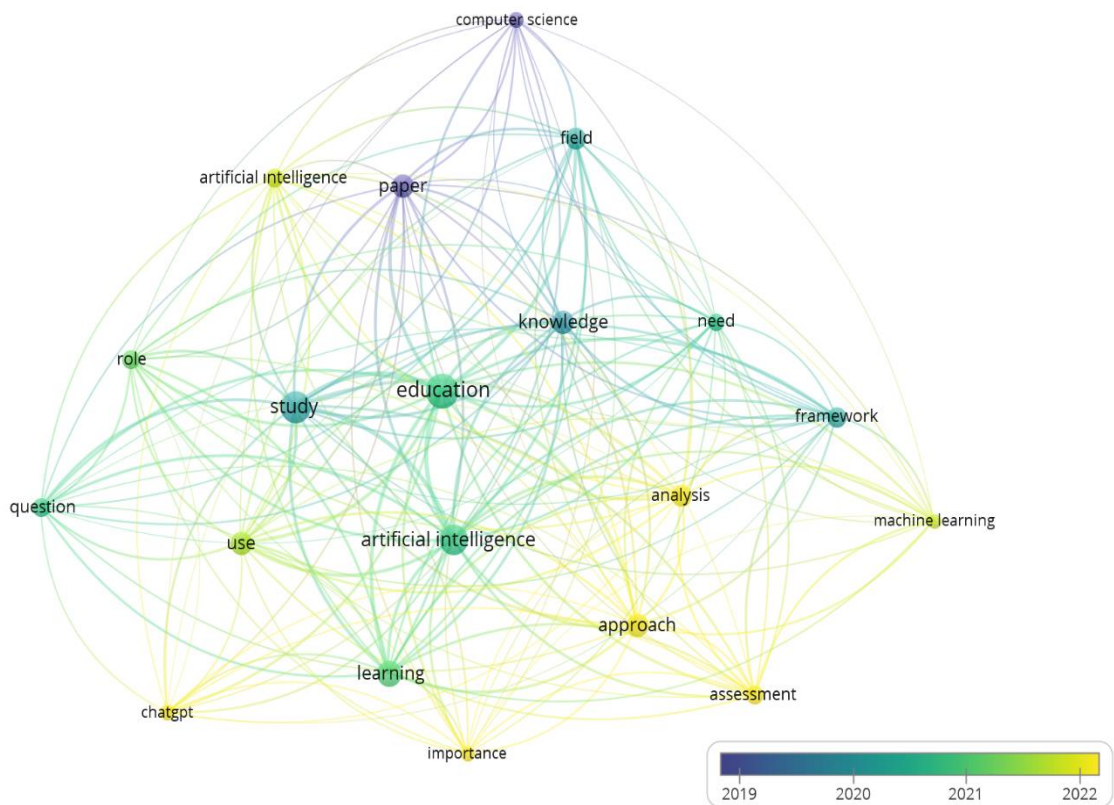 computer science
field
artificial ıntelligence
paper
knowledge
need
role
education
study
framework
analysis
question
machine learning
artificial intelligence
use
approach
learning
assessment
chatgpt
importance
2019
2020
2021
2022